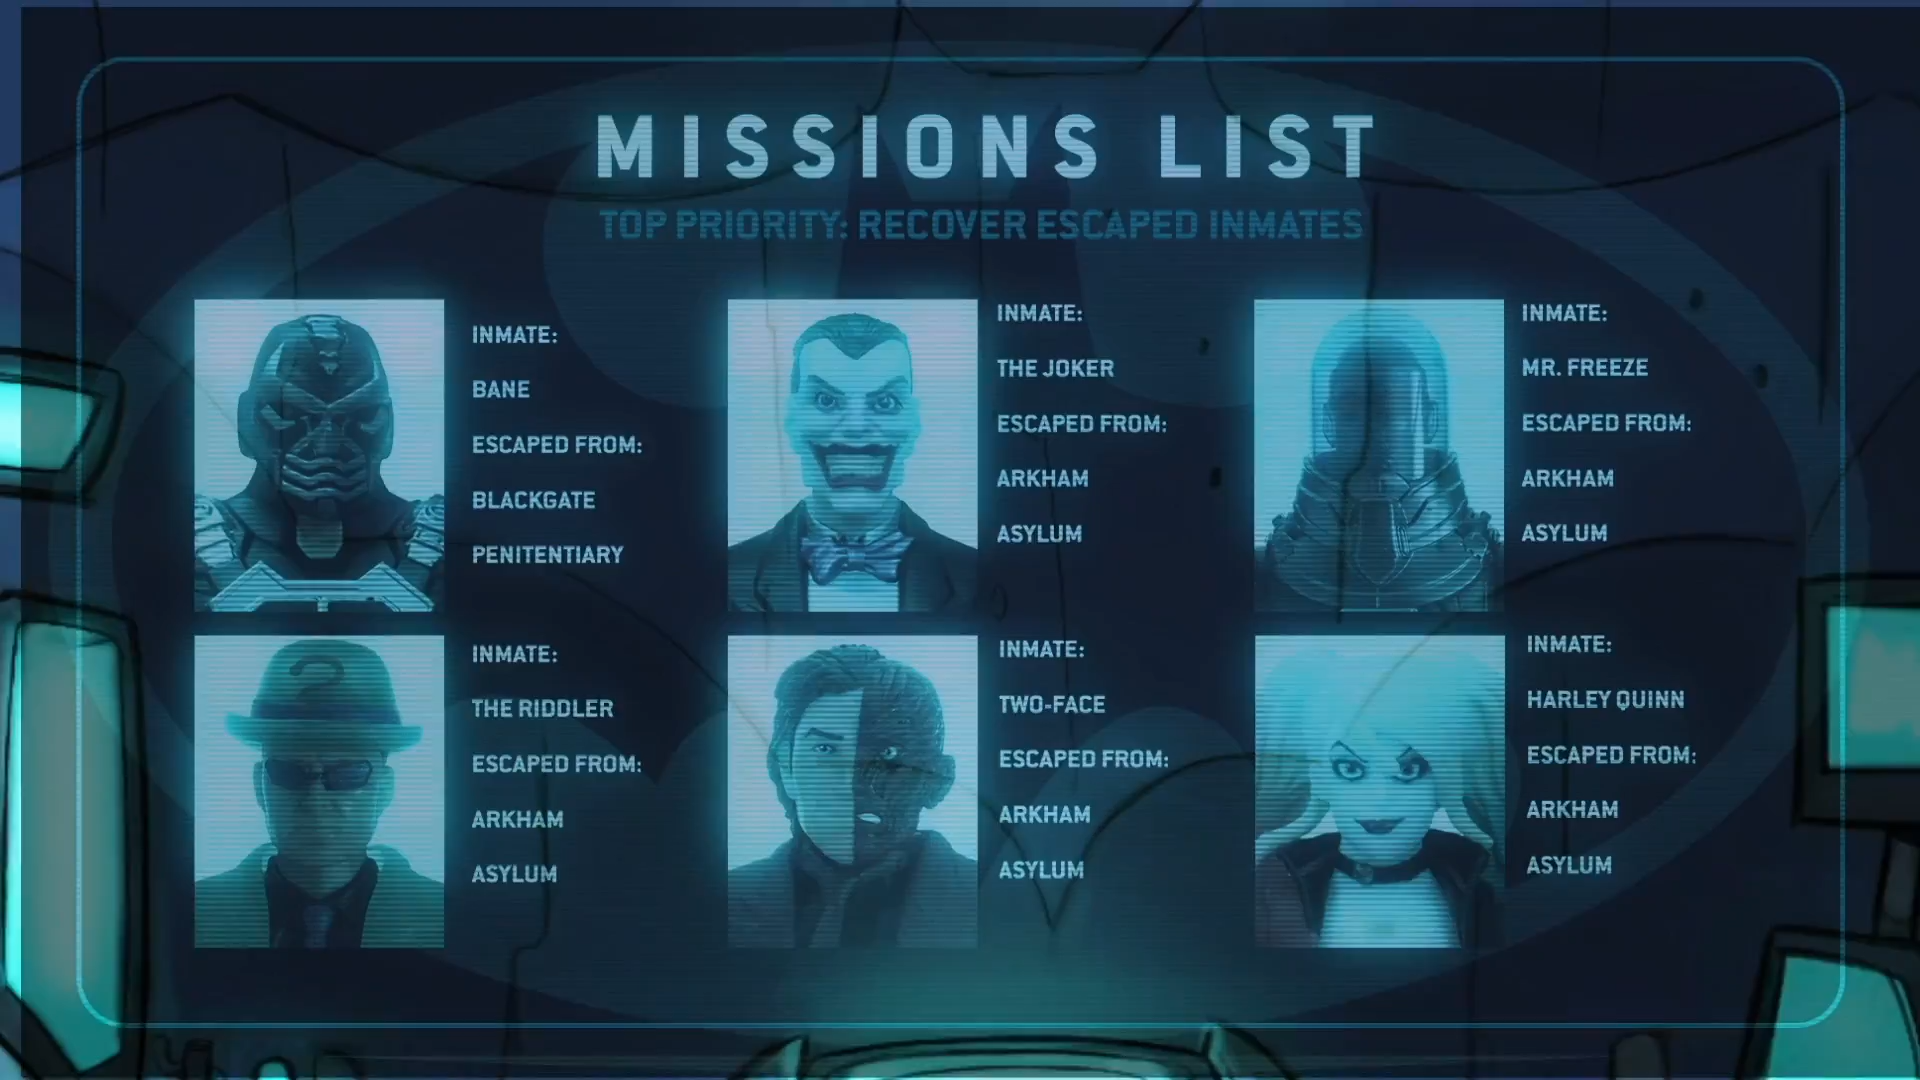 MISSIONS LIST
TOP PRIORITY: RECOVER ESCAPED INMATES
INMATE:
BANE
ESCAPED FROM:
BLACKGATE
PENITENTIARY
INMATE:
THE JOKER
ESCAPED FROM:
ARKHAM
ASYLUM
INMATE:
MR. FREEZE
ESCAPED FROM:
ARKHAM
ASYLUM
?
INMATE:
THE RIDDLER
ESCAPED FROM:
ARKHAM
ASYLUM
INMATE:
TWO-FACE
ESCAPED FROM:
ARKHAM
ASYLUM
INMATE:
HARLEY QUINN
ESCAPED FROM:
ARKHAM
ASYLUM